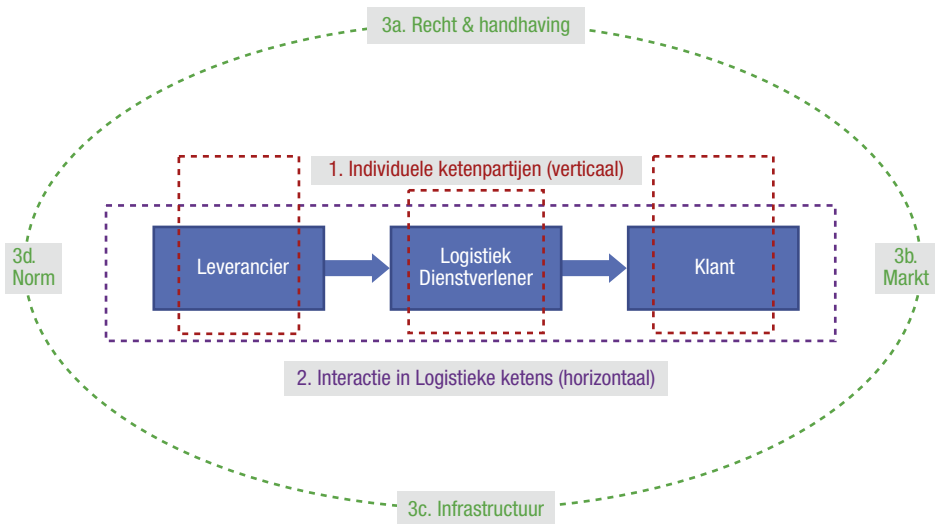 3a. Recht & handhaving
1. Individuele ketenpartijen (verticaal)
3d.
Norm
Leverancier
Logistiek
Dienstverlener
Klant
3b.
Markt
2. Interactie in Logistieke ketens (horizontaal)
3c. Infrastructuur